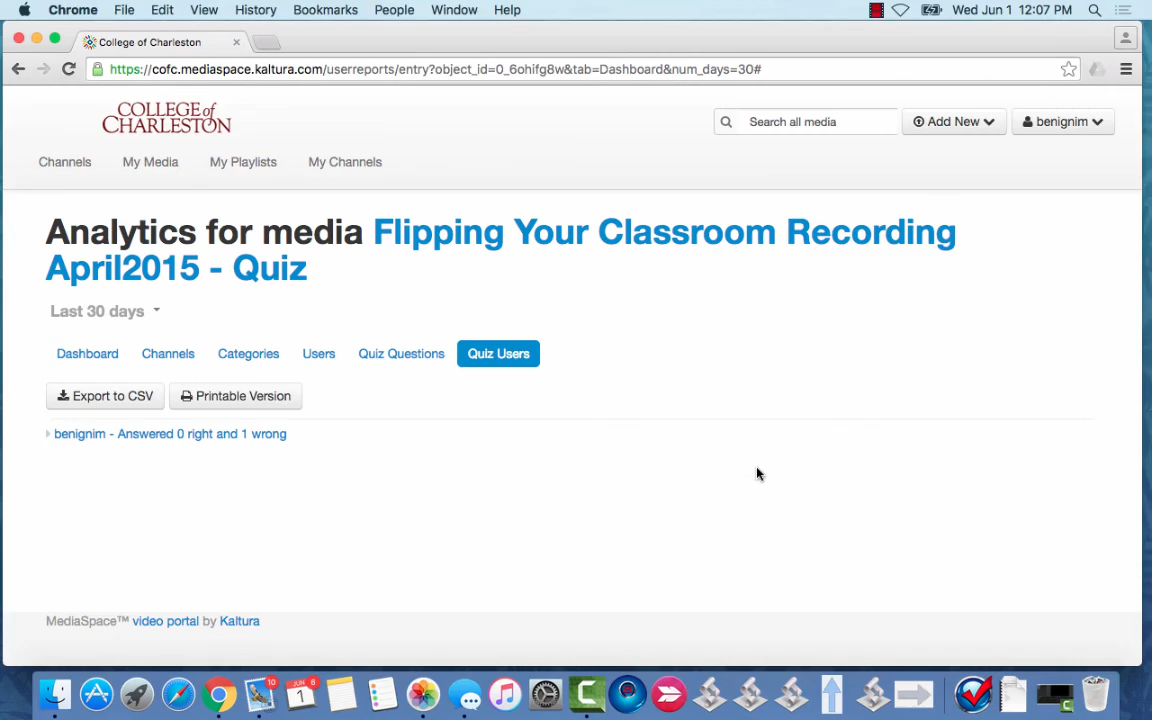 Chrome File Edit View History Bookmarks People Window Help Wed Jun 1 12:07 PM
College of Charleston
https://cofc.mediaspace.kaltura.com/userreports/entry?object_id=0_6ohifg8w&tab=Dashboard&num_days=30#
COLLEGE of
CHARLESTON
Search all media Add New benignim
Channels My Media My Playlists My Channels
Analytics for media Flipping Your Classroom Recording
April2015 - Quiz
Last 30 days
Dashboard Channels Categories Users Quiz Questions Quiz Users
Export to CSV Printable Version
benignim - Answered 0 right and 1 wrong
MediaSpace™ video portal by Kaltura
10
6
1